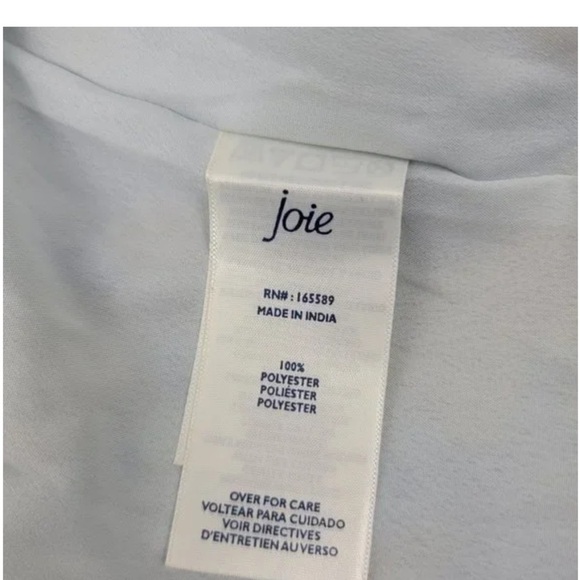 joie
RN#: 165589
MADE IN INDIA
100%
POLYESTER
POLIÉSTER
POLYESTER
OVER FOR CARE
VOLTEAR PARA CUIDADO
VOIR DIRECTIVES
D'ENTRETIEN AU VERSO